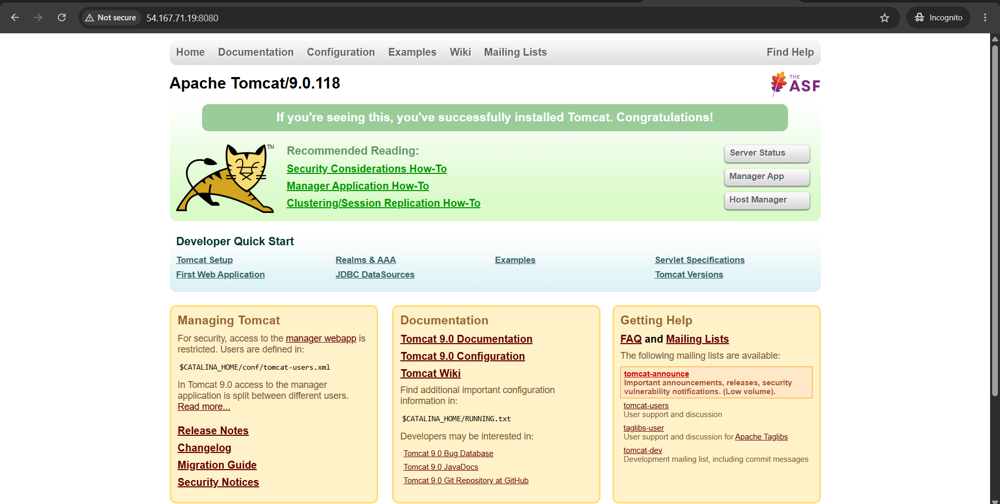 Not secure
54.167.71.19:8080
Incognito
Home Documentation Configuration Examples Wiki Mailing Lists Find Help
Apache Tomcat/9.0.118
THE
ASF
If you're seeing this, you've successfully installed Tomcat. Congratulations!
TM
Recommended Reading:
Security Considerations How-To
Manager Application How-To
Clustering/Session Replication How-To
Server Status
Manager App
Host Manager
Developer Quick Start
Tomcat Setup
First Web Application
Realms & AAA
JDBC DataSources
Examples
Servlet Specifications
Tomcat Versions
Managing Tomcat
For security, access to the manager webapp is
restricted. Users are defined in:
$CATALINA_HOME/conf/tomcat-users.xml
In Tomcat 9.0 access to the manager
application is split between different users.
Read more...
Release Notes
Changelog
Migration Guide
Security Notices
Documentation
Tomcat 9.0 Documentation
Tomcat 9.0 Configuration
Tomcat Wiki
Find additional important configuration
information in:
$CATALINA_HOME/RUNNING.txt
Developers may be interested in:
Tomcat 9.0 Bug Database
Tomcat 9.0 JavaDocs
Tomcat 9.0 Git Repository at GitHub
Getting Help
FAQ and Mailing Lists
The following mailing lists are available:
tomcat-announce
Important announcements, releases, security
vulnerability notifications. (Low volume).
tomcat-users
User support and discussion
taglibs-user
User support and discussion for Apache Taglibs
tomcat-dev
Development mailing list, including commit messages